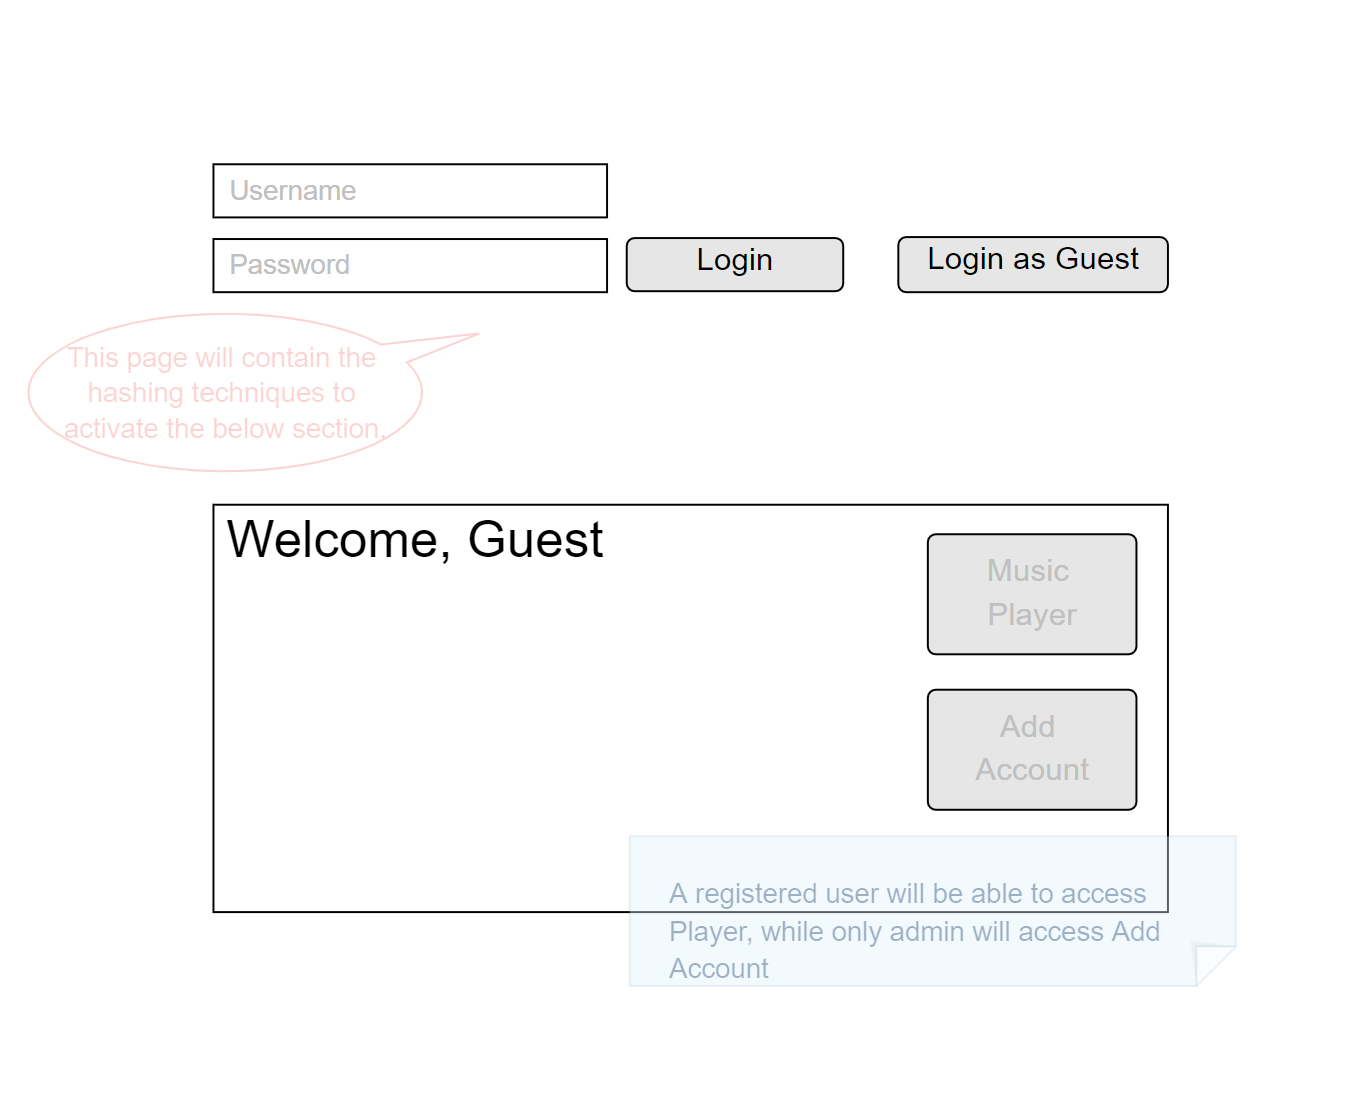 Username
Password
Login
Login as Guest
This page will contain the
hashing techniques to
activate the below section.
Welcome, Guest
Music
Player
Add
Account
A registered user will be able to access
Player, while only admin will access Add
Account